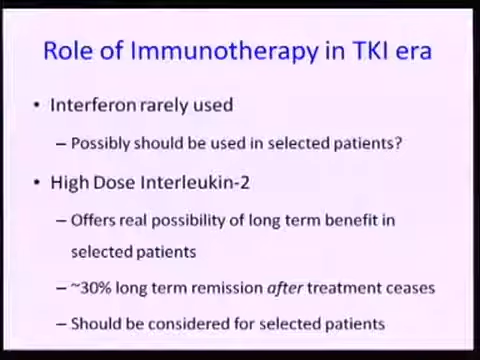 Role of Immunotherapy in TKI era
• Interferon rarely used
– Possibly should be used in selected patients?
• High Dose Interleukin-2
– Offers real possibility of long term benefit in
selected patients
– ~30% long term remission after treatment ceases
– Should be considered for selected patients